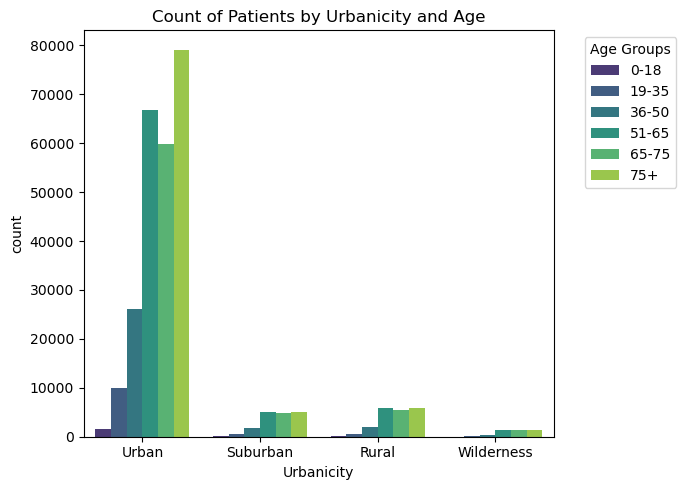 Count of Patients by Urbanicity and Age
Age Groups
0-18
19-35
36-50
51-65
65-75
75+
count
80000
70000
60000
50000
40000
30000
20000
10000
0
Urban
Suburban
Rural
Wilderness
Urbanicity